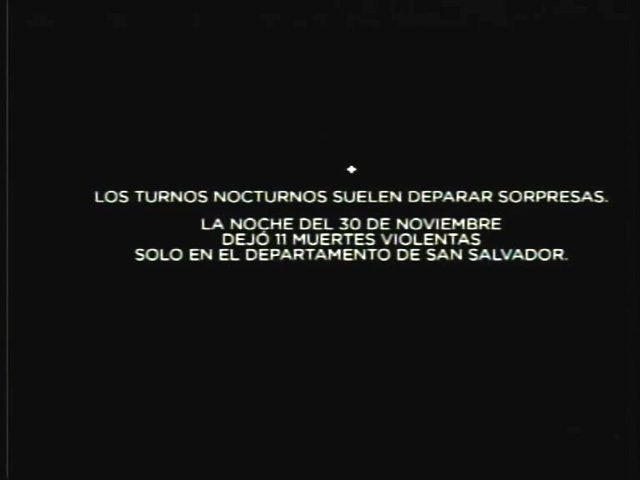 LOS TURNOS NOCTURNOS SUELEN DEPARAR SORPRESAS.
LA NOCHE DEL 30 DE NOVIEMBRE
DEJÓ 11 MUERTES VIOLENTAS
SOLO EN EL DEPARTAMENTO DE SAN SALVADOR.